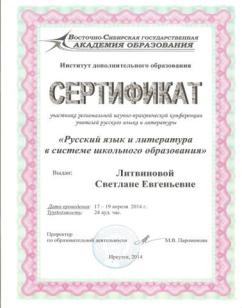 Восточно-Сибирская государственная
АКАДЕМИЯ ОБРАЗОВАНИЯ
Институт дополнительного образования
СЕРТИФИКАТ
участника региональной научно-практической конференции
учителей русского языка и литературы
«Русский язык и литература
в системе школьного образования»
Выдан: Литвиновой
Светлане Евгеньевне
Дата проведения: 17 – 19 апреля 2014 г.
Трудоемкость: 24 ауд. час.
Проректор
по образовательной деятельности М.В. Пароникова
Иркутск, 2014